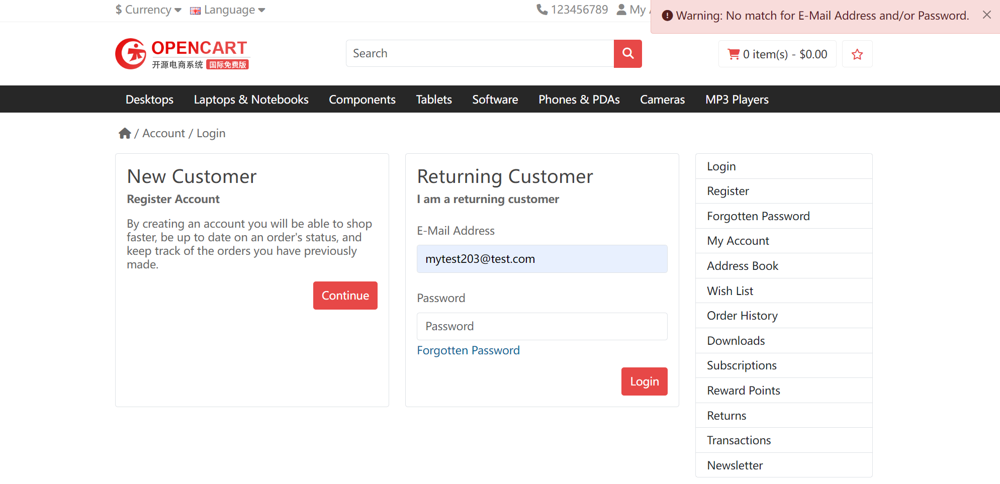 $ Currency
Language
123456789
My
Warning: No match for E-Mail Address and/or Password.
OPENCART
开源电商系统 国际免费版
Search
0 item(s) - $0.00
Desktops
Laptops & Notebooks
Components
Tablets
Software
Phones & PDAs
Cameras
MP3 Players
/ Account / Login
New Customer
Register Account
By creating an account you will be able to shop
faster, be up to date on an order's status, and
keep track of the orders you have previously
made.
Continue
Returning Customer
I am a returning customer
E-Mail Address
mytest203@test.com
Password
Password
Forgotten Password
Login
Login
Register
Forgotten Password
My Account
Address Book
Wish List
Order History
Downloads
Subscriptions
Reward Points
Returns
Transactions
Newsletter